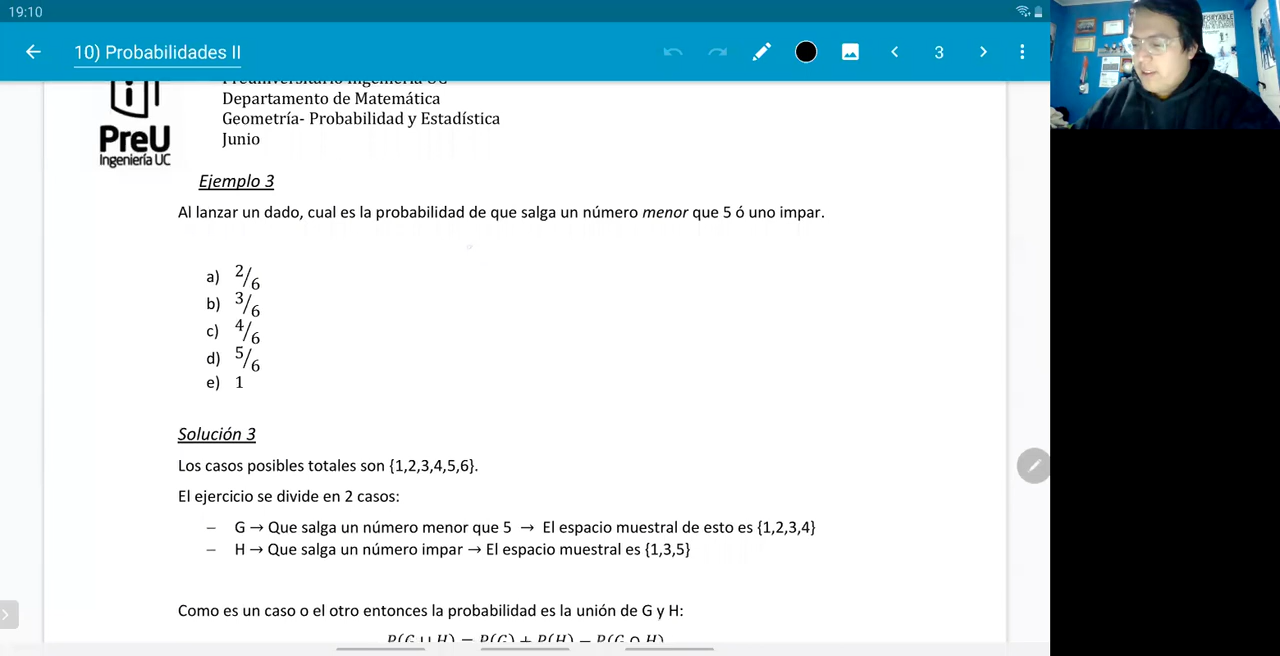 19:10
10) Probabilidades II
3
Preuniversitario Ingeniería UC
Departamento de Matemática
Geometría- Probabilidad y Estadística
Junio
PreU
Ingeniería UC
Ejemplo 3
Al lanzar un dado, cual es la probabilidad de que salga un número menor que 5 ó uno impar.
a) 2/6
b) 3/6
c) 4/6
d) 5/6
e) 1
Solución 3
Los casos posibles totales son {1,2,3,4,5,6}.
El ejercicio se divide en 2 casos:
− G → Que salga un número menor que 5 → El espacio muestral de esto es {1,2,3,4}
− H → Que salga un número impar → El espacio muestral es {1,3,5}
Como es un caso o el otro entonces la probabilidad es la unión de G y H:
P(G ∪ H) = P(G) + P(H) − P(G ∩ H)